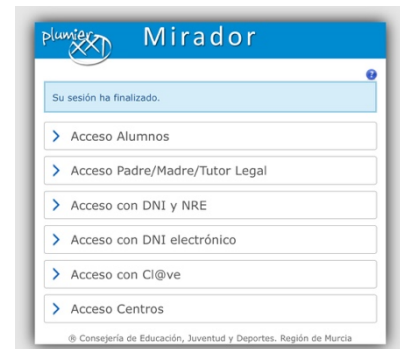 plumier XXI
Mirador
Su sesión ha finalizado.
Acceso Alumnos
Acceso Padre/Madre/Tutor Legal
Acceso con DNI y NRE
Acceso con DNI electrónico
Acceso con Cl@ve
Acceso Centros
® Consejería de Educación, Juventud y Deportes. Región de Murcia